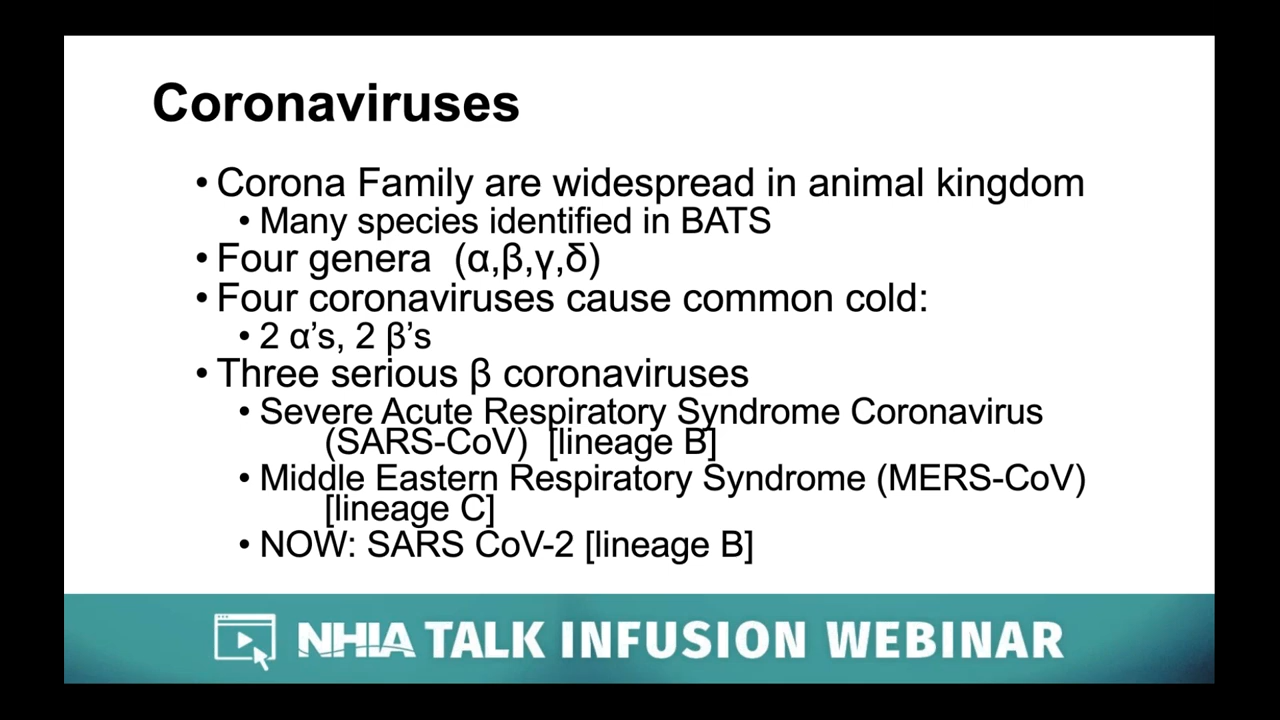 Coronaviruses
• Corona Family are widespread in animal kingdom
• Many species identified in BATS
• Four genera (α,β,γ,δ)
• Four coronaviruses cause common cold:
• 2 α’s, 2 β’s
• Three serious β coronaviruses
• Severe Acute Respiratory Syndrome Coronavirus
(SARS-CoV) [lineage B]
• Middle Eastern Respiratory Syndrome (MERS-CoV)
[lineage C]
• NOW: SARS CoV-2 [lineage B]
NHIA TALK INFUSION WEBINAR